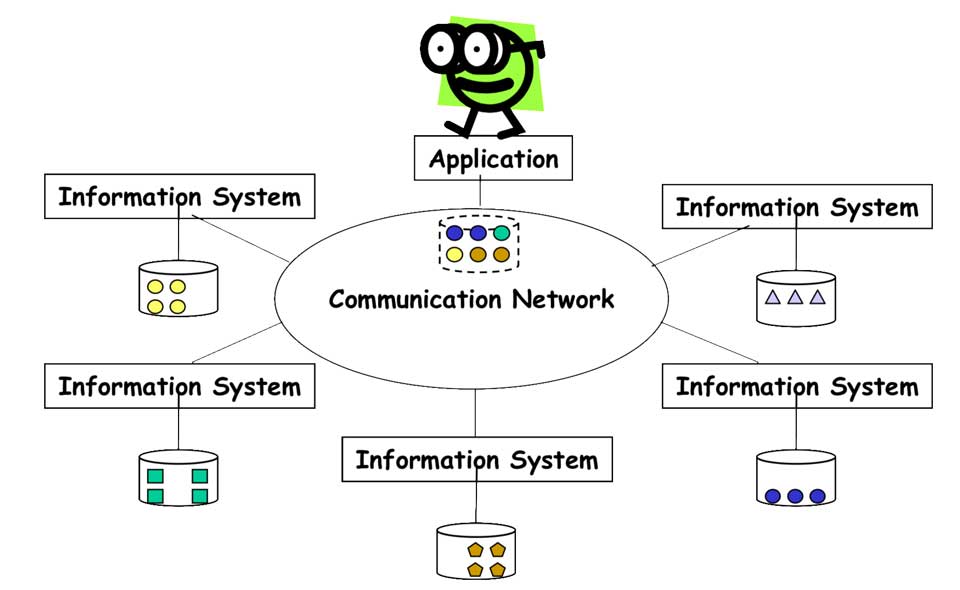 Application
Information System
Information System
Communication Network
Information System
Information System
Information System